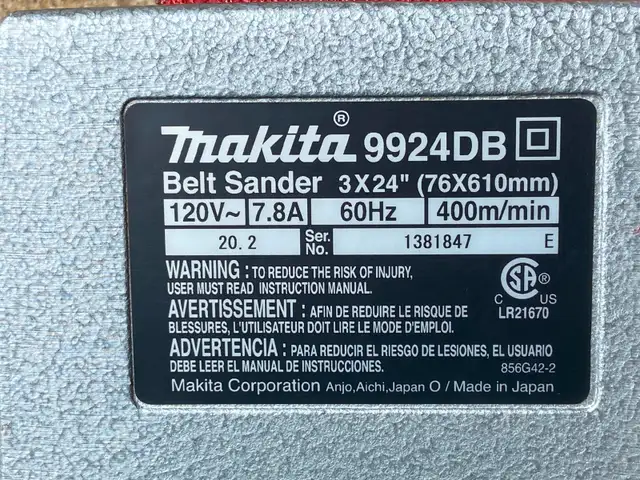 makita® 9924DB
Belt Sander 3X24" (76X610mm)
120V~ 7.8A 60Hz 400m/min
20. 2 Ser. No. 1381847 E
WARNING : TO REDUCE THE RISK OF INJURY,
USER MUST READ INSTRUCTION MANUAL.
AVERTISSEMENT : AFIN DE REDUIRE LE RISQUE DE
BLESSURES, L'UTILISATEUR DOIT LIRE LE MODE D'EMPLOI.
ADVERTENCIA : PARA REDUCIR EL RIESGO DE LESIONES, EL USUARIO
DEBE LEER EL MANUAL DE INSTRUCCIONES.
SA®
C US
LR21670
856G42-2
Makita Corporation Anjo,Aichi,Japan O / Made in Japan